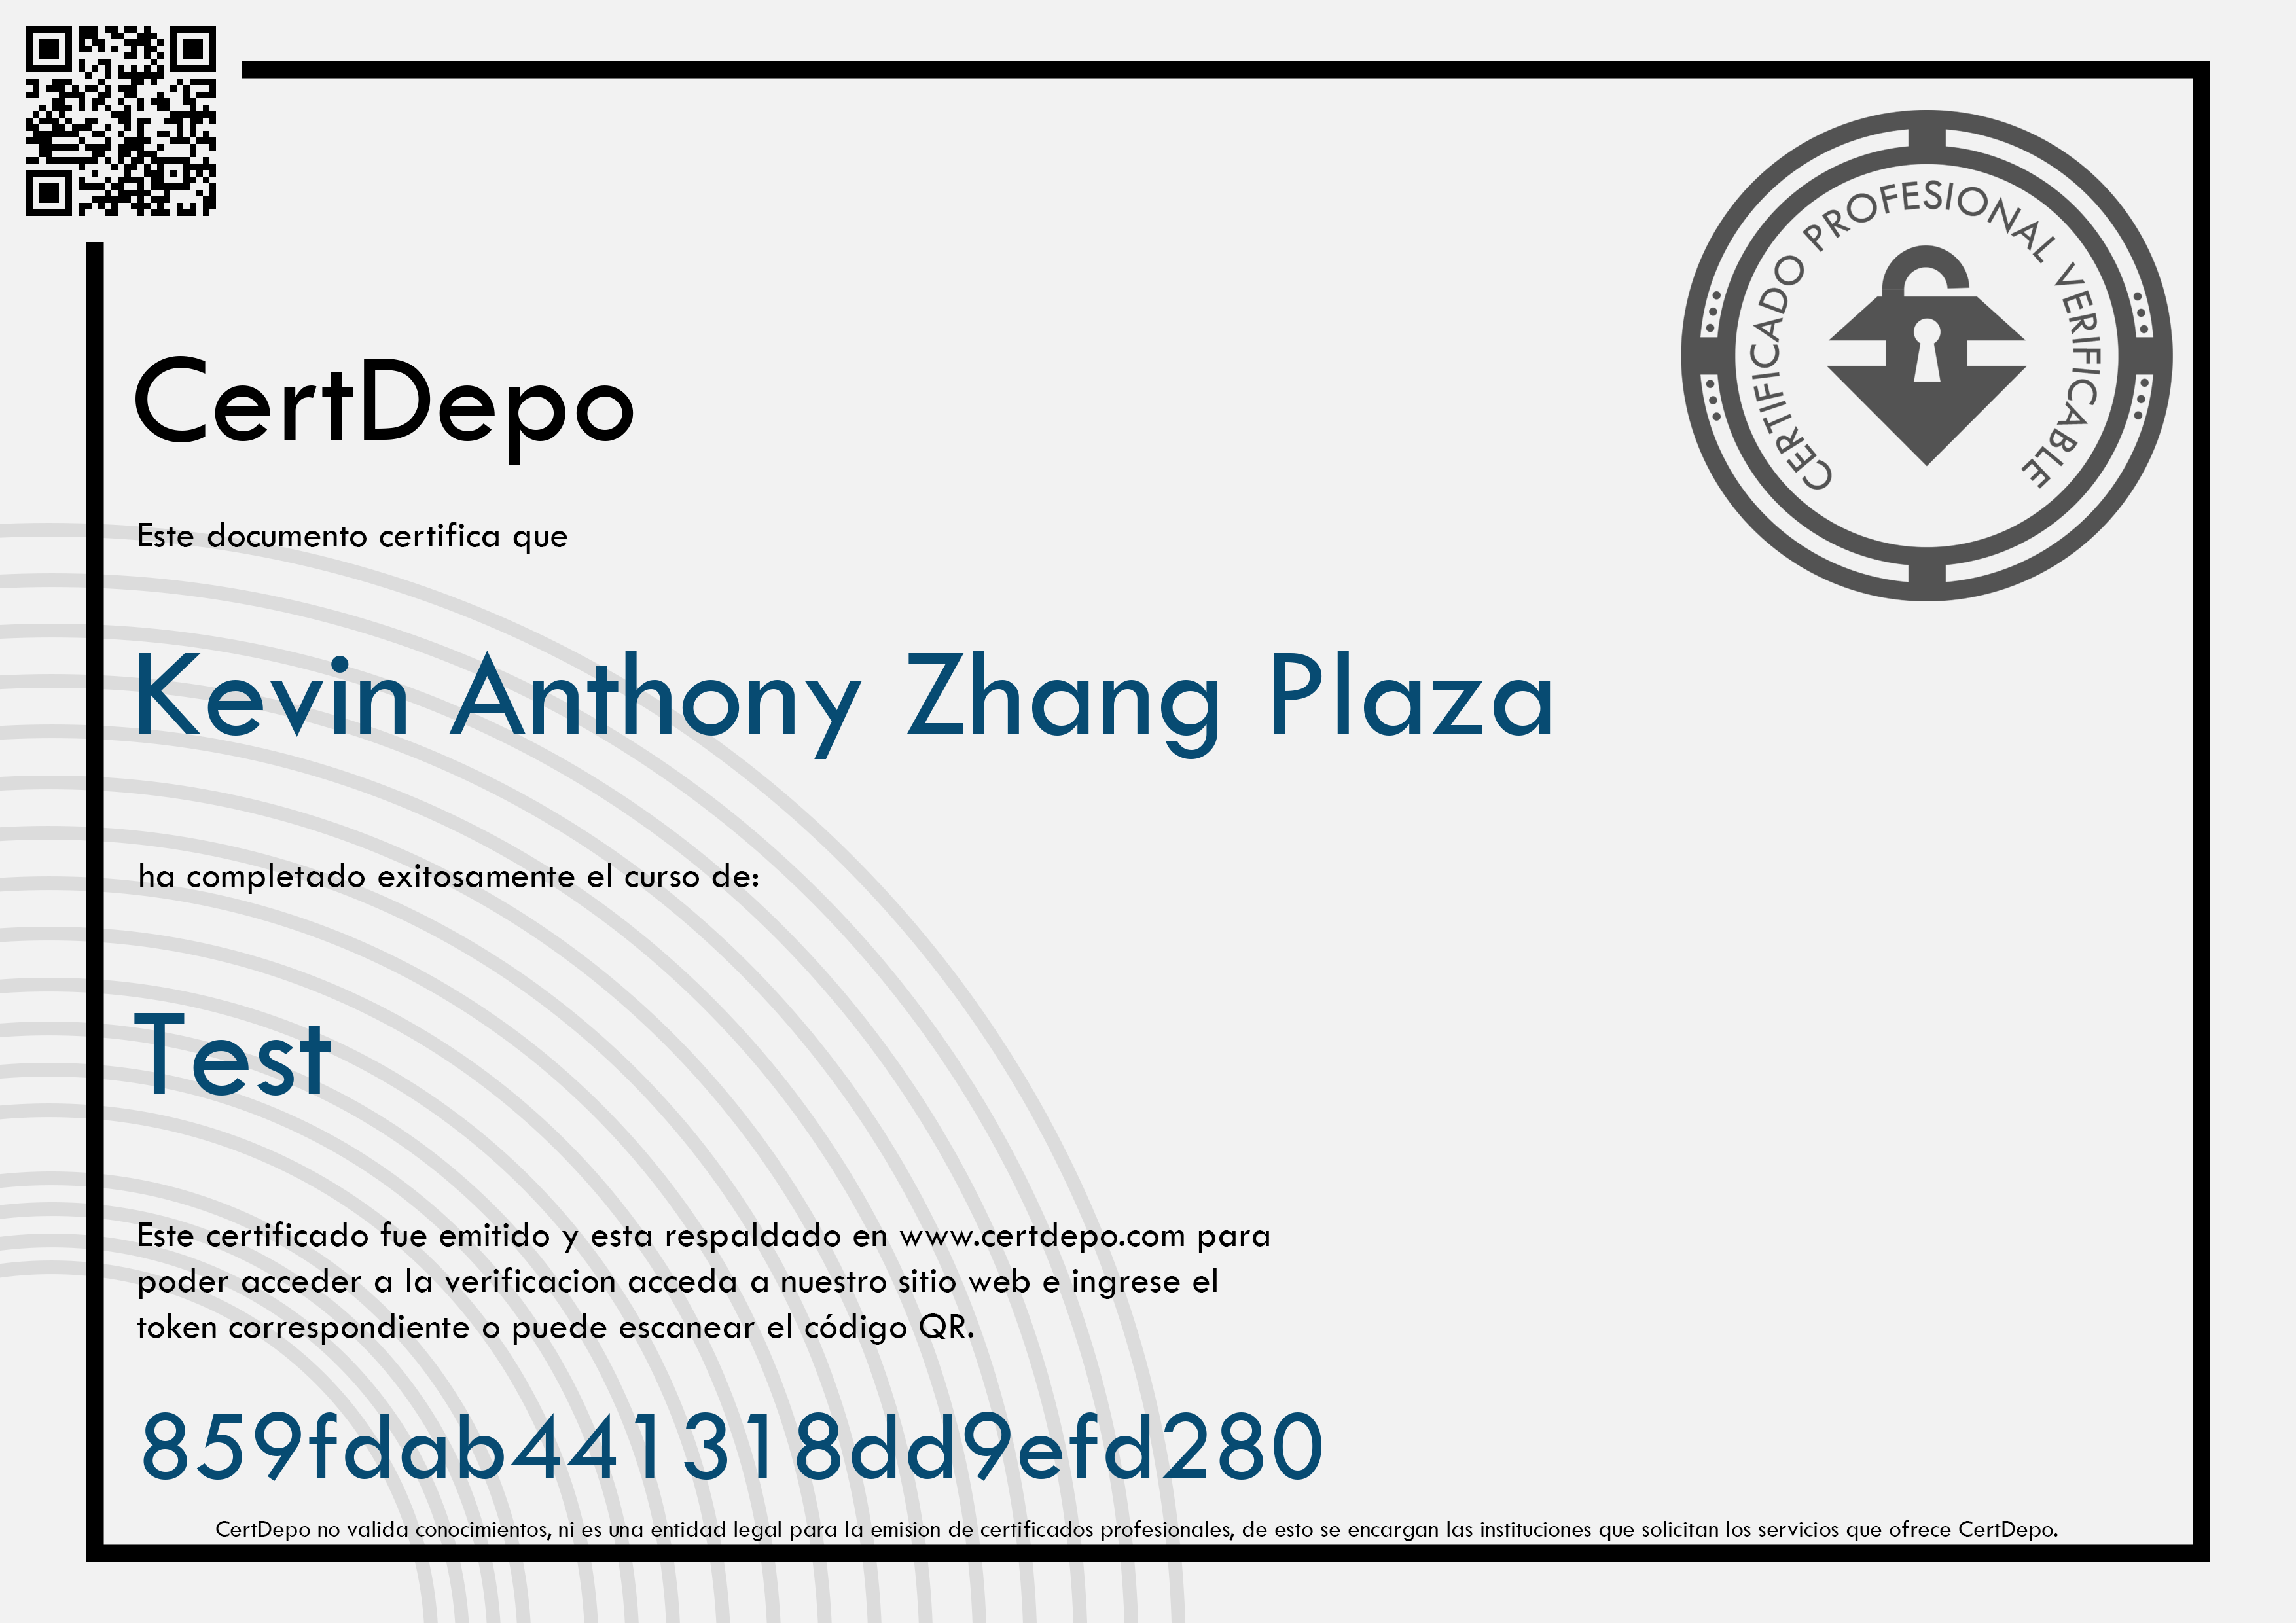 CERTIFICADO PROFESIONAL VERIFICABLE
CertDepo
Este documento certifica que
Kevin Anthony Zhang Plaza
ha completado exitosamente el curso de:
Test
Este certificado fue emitido y esta respaldado en www.certdepo.com para
poder acceder a la verificacion acceda a nuestro sitio web e ingrese el
token correspondiente o puede escanear el código QR.
859fdab441318dd9efd280
CertDepo no valida conocimientos, ni es una entidad legal para la emision de certificados profesionales, de esto se encargan las instituciones que solicitan los servicios que ofrece CertDepo.